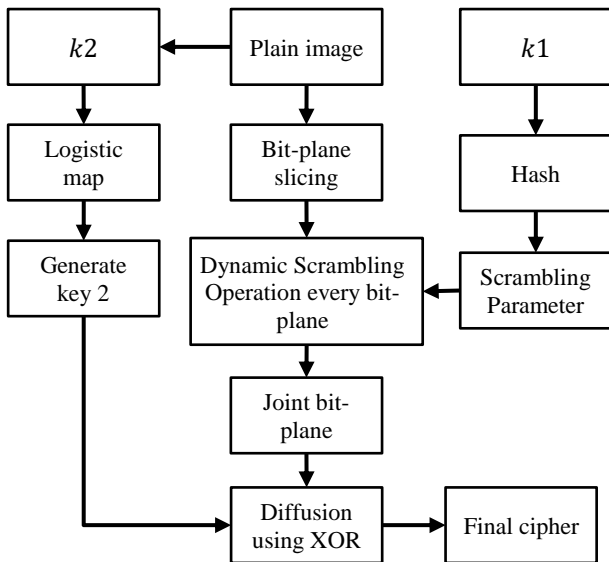 k2
Plain image
k1
Logistic
map
Bit-plane
slicing
Hash
Generate
key 2
Dynamic Scrambling
Operation every bit-
plane
Scrambling
Parameter
Joint bit-
plane
Diffusion
using XOR
Final cipher